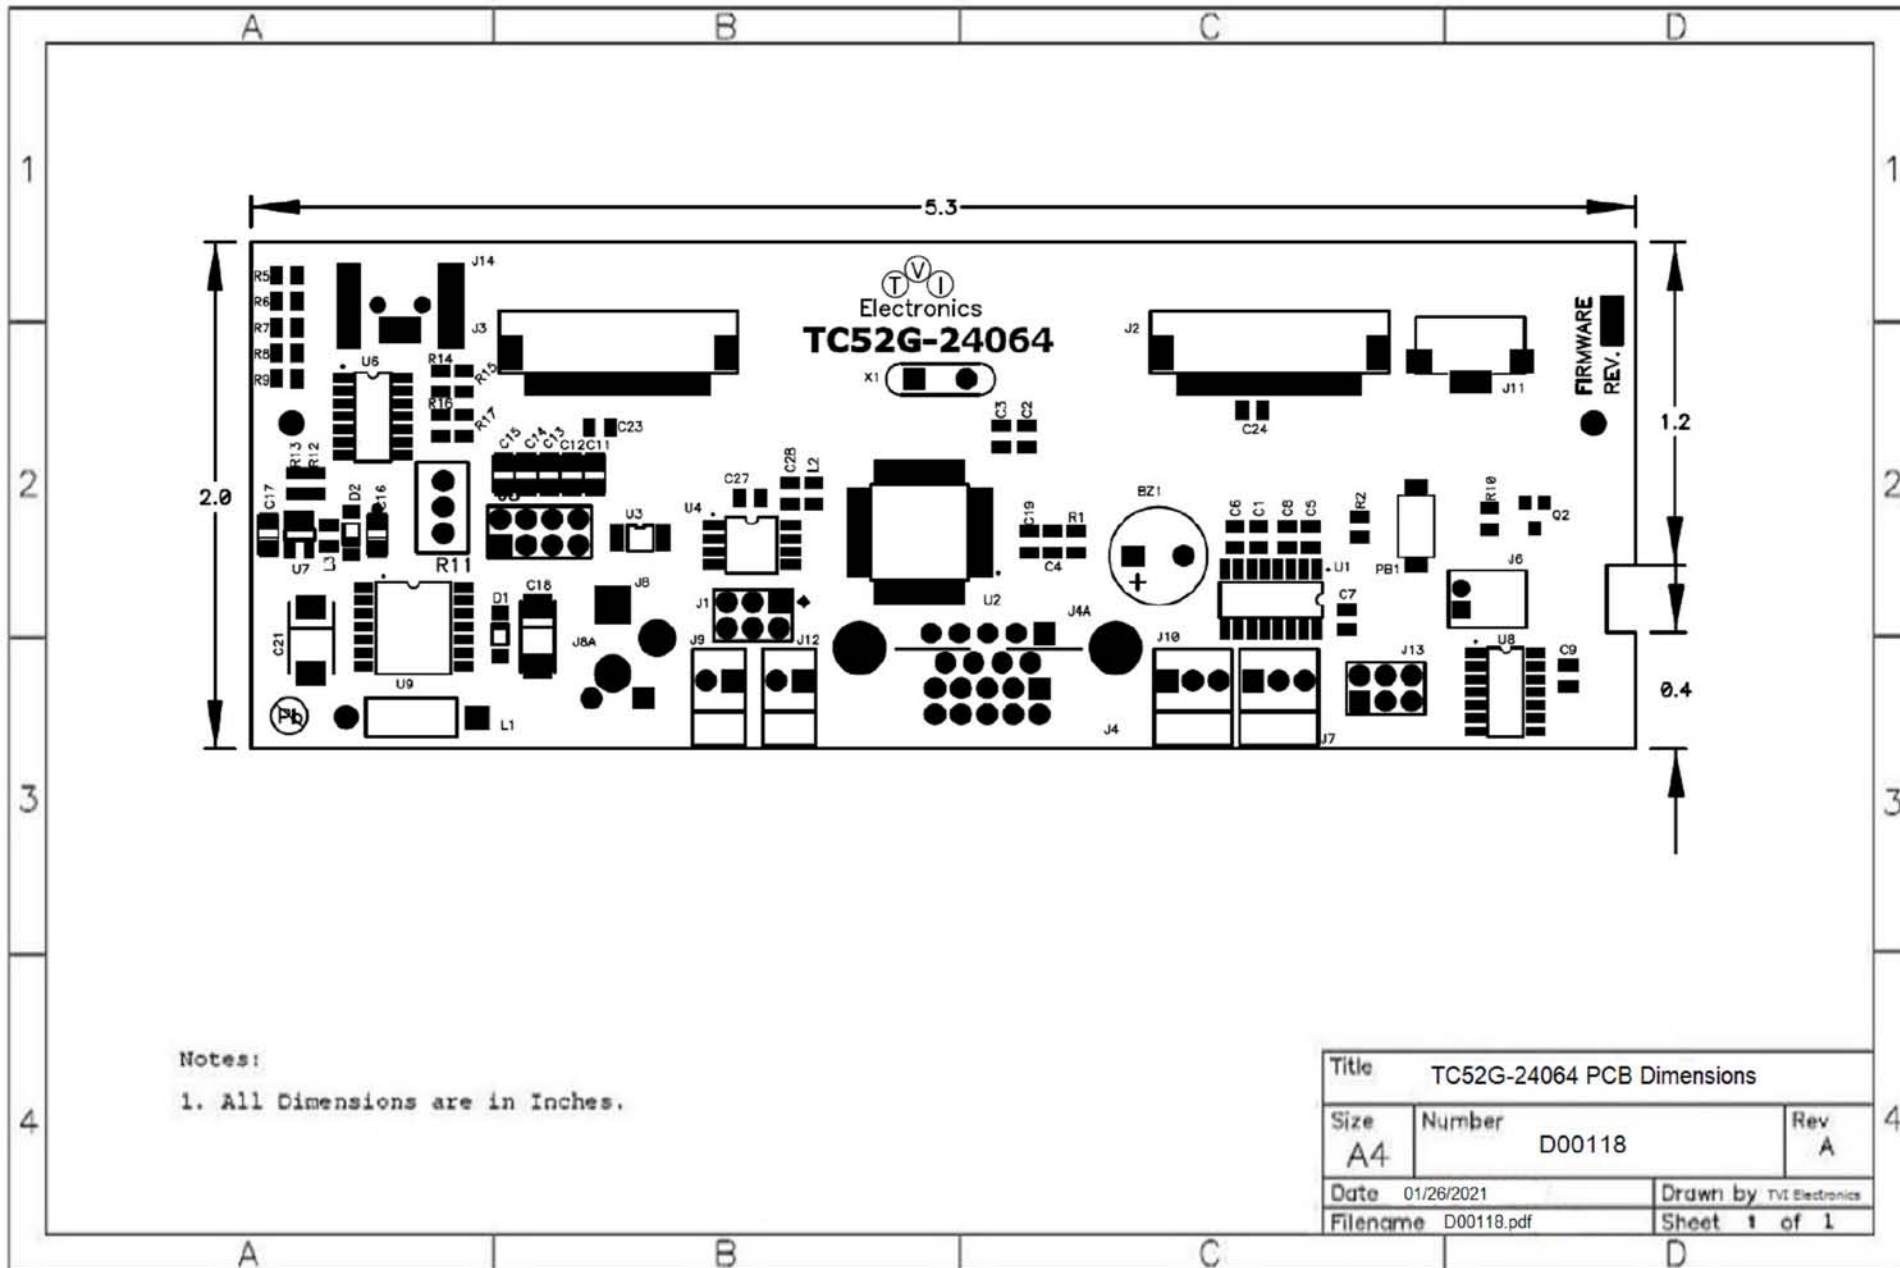 A B C D
1 1
5.3
J14
R5
R6
R7
R8
R9
J3
U6
R14
R15
R16
R17
T V I
Electronics
TC52G-24064
X1
J2
J11
FIRMWARE
REV.
1.2
2 2
2.0
C23
C3
C2
C24
C15
C14
C13
C12
C11
R13
R12
D2
C16
C17
U7
R11
C27
C28
L2
U3
U4
C19
R1
C4
BZ1
+
C6
C1
C8
C5
R2
PB1
R10
Q2
J6
U1
C7
U2
J1
J8
J8A
J9
J12
J4A
J10
D1
C18
C21
U9
L1
Pb
J4
J7
J13
U8
C9
0.4
3 3
Notes:
1. All Dimensions are in Inches.
4 4
Title TC52G-24064 PCB Dimensions
Size A4
Number D00118
Rev A
Date 01/26/2021
Drawn by TVI Electronics
Filename D00118.pdf
Sheet 1 of 1
A B C D